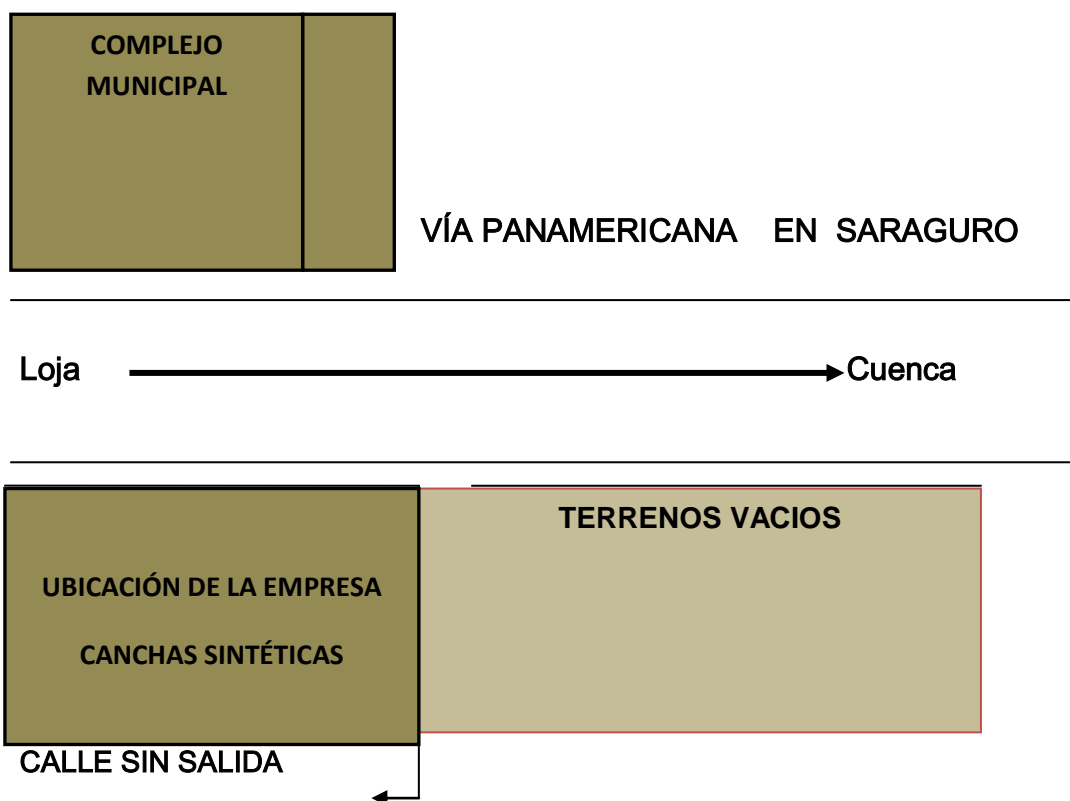 COMPLEJO
MUNICIPAL
VÍA PANAMERICANA EN SARAGURO
Loja
Cuenca
TERRENOS VACIOS
UBICACIÓN DE LA EMPRESA
CANCHAS SINTÉTICAS
CALLE SIN SALIDA